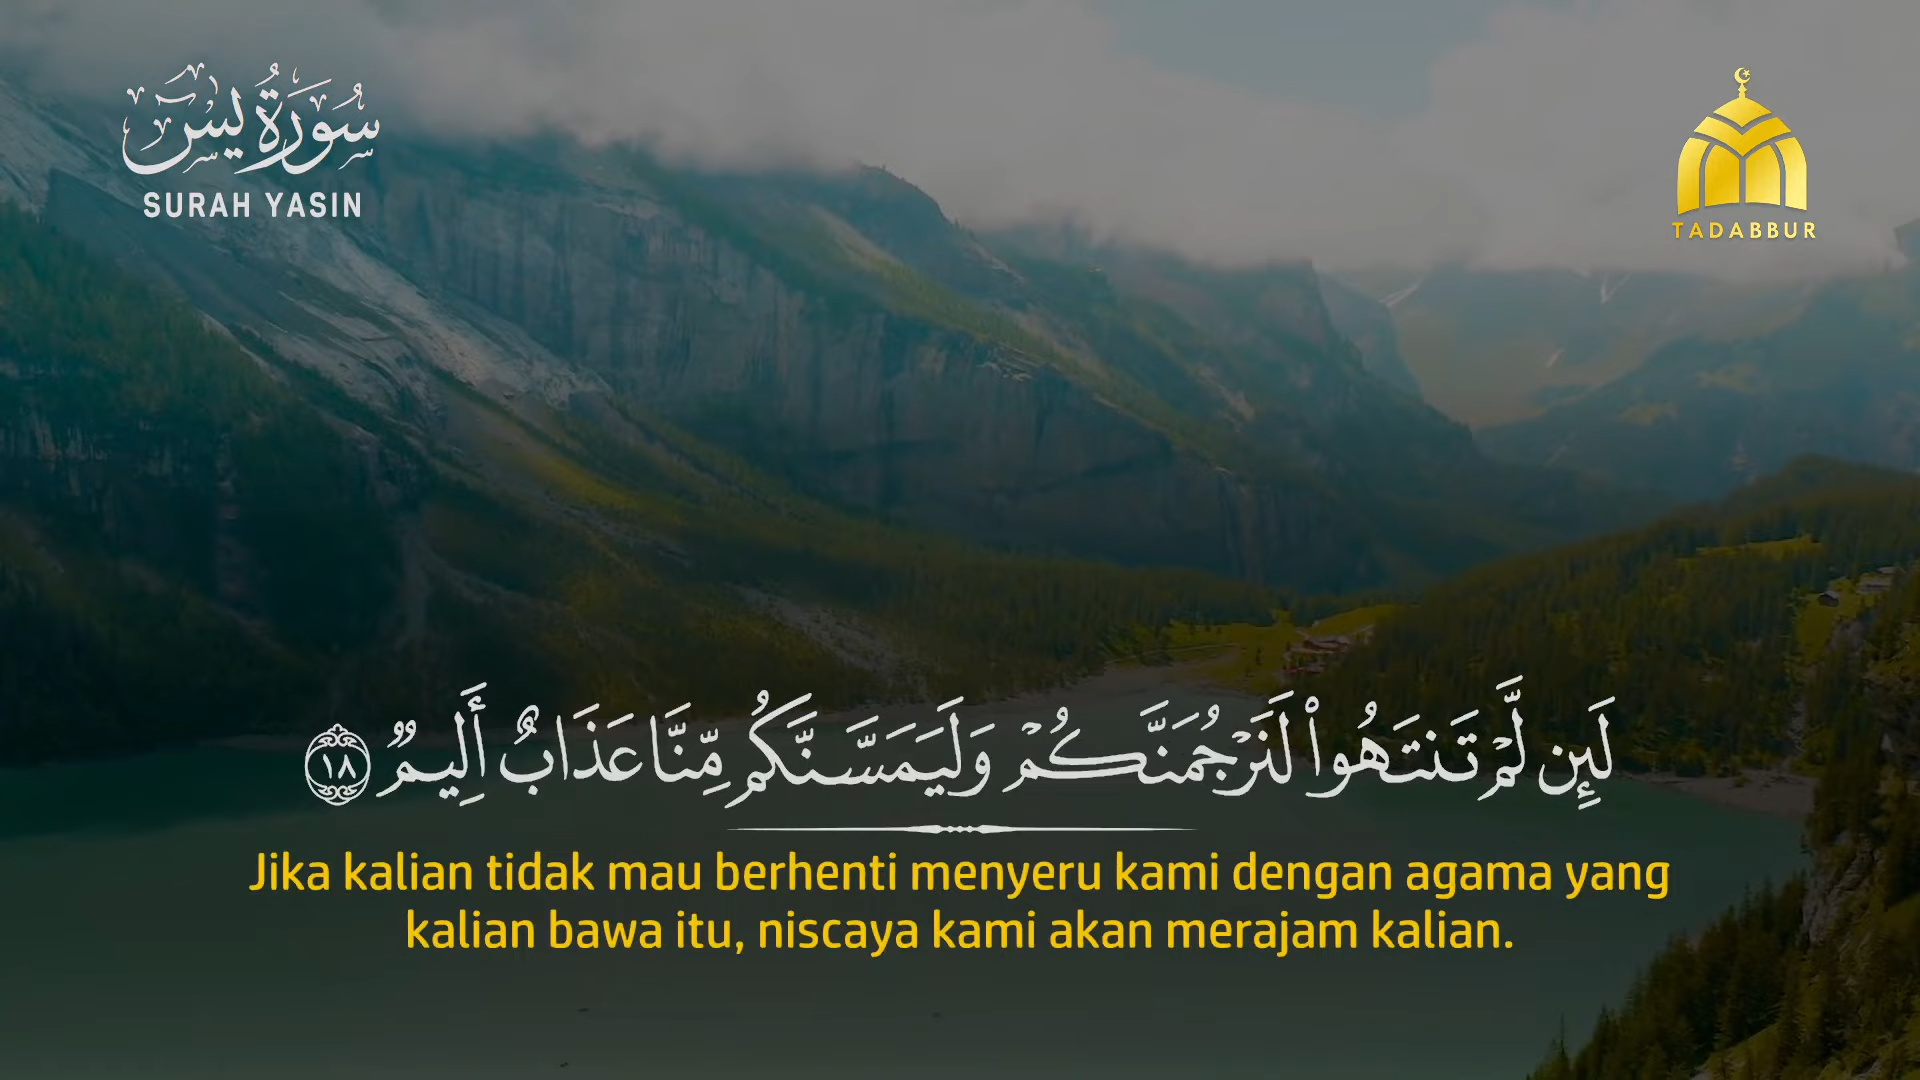 سُورَةُ يٓسٓ
SURAH YASIN
TADABBUR
لَئِن لَّمْ تَنتَهُوا۟ لَنَرْجُمَنَّكُمْ وَلَيَمَسَّنَّكُم مِّنَّا عَذَابٌ أَلِيمٌ ١٨
Jika kalian tidak mau berhenti menyeru kami dengan agama yang
kalian bawa itu, niscaya kami akan merajam kalian.